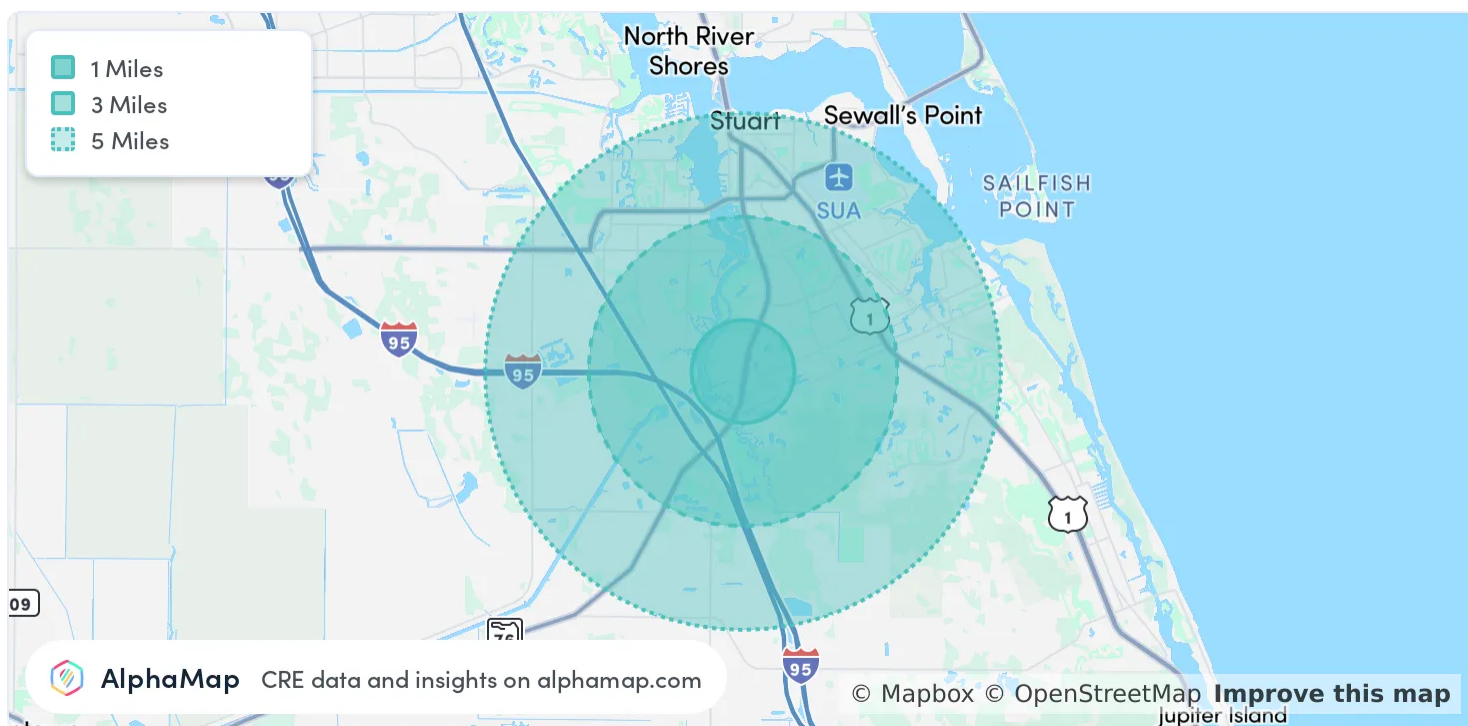 North River
Shores
1 Miles
3 Miles
5 Miles
Stuart
Sewall's Point
SAILFISH
POINT
SUA
1
95
95
1
09
76
95
AlphaMap CRE data and insights on alphamap.com
© Mapbox © OpenStreetMap Improve this map
Jupiter Island